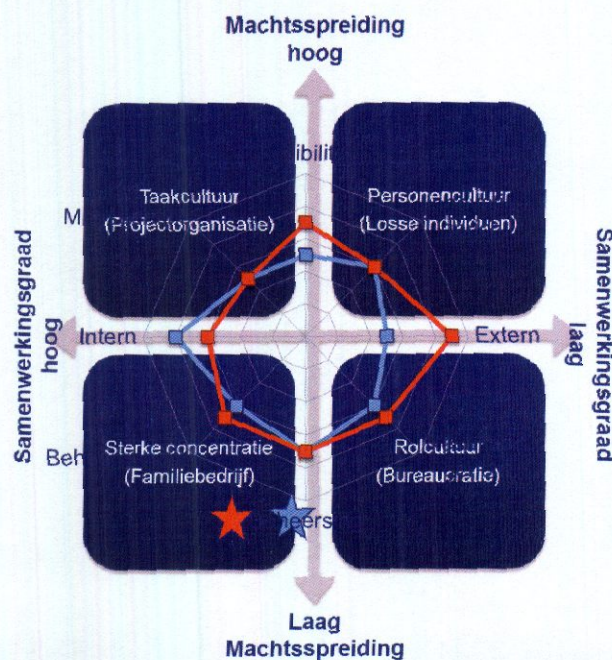 Machtsspreiding
hoog
Taakcultuur
(Projectorganisatie)
Personencultuur
(Losse individuen)
Samenwerkingsgraad
hoog
Intern
Extern
Samenwerkingsgraad
laag
Sterke concentratie
(Familiebedrijf)
Rolcultuur
(Bureaucratie)
Laag
Machtsspreiding